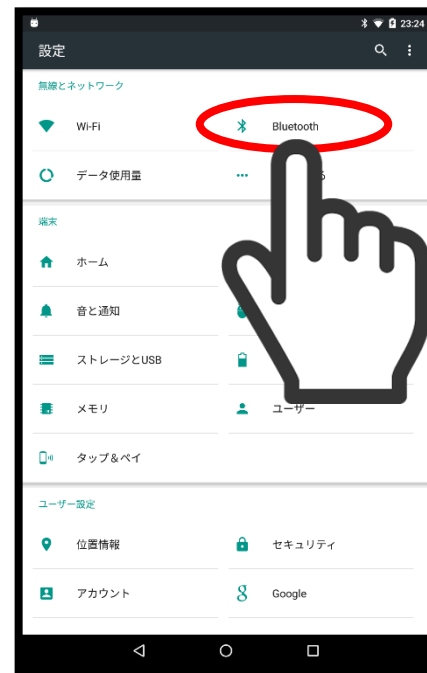 23:24
設定
無線とネットワーク
Wi-Fi
Bluetooth
データ使用量
端末
ホーム
音と通知
ストレージとUSB
メモリ
ユーザー
タップ＆ペイ
ユーザー設定
位置情報
セキュリティ
アカウント
Google